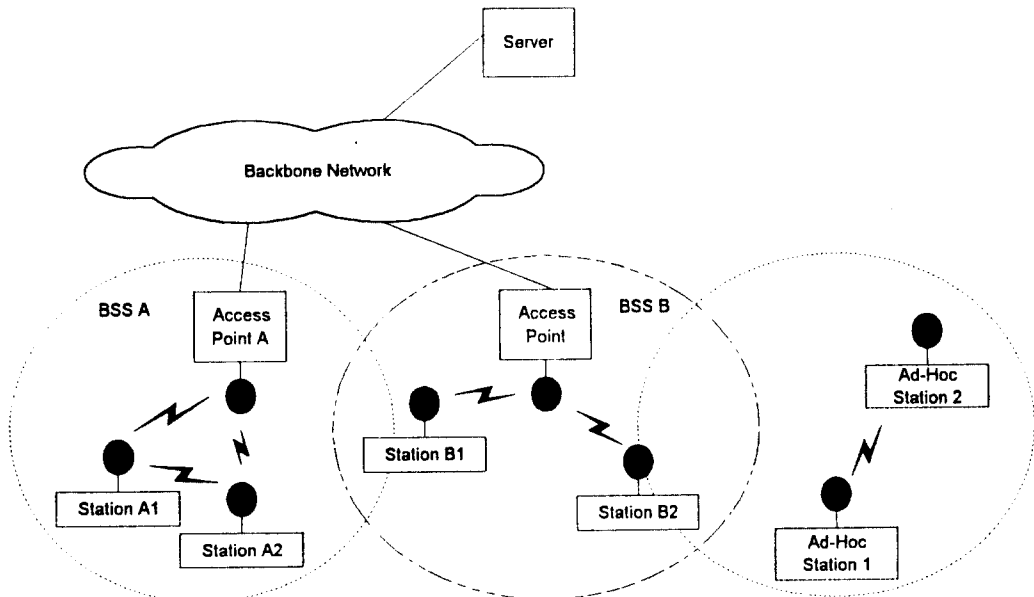 Server
Backbone Network
BSS A
Access
Point A
Access
Point
BSS B
Ad-Hoc
Station 2
Station B1
Station A1
Station B2
Station A2
Ad-Hoc
Station 1